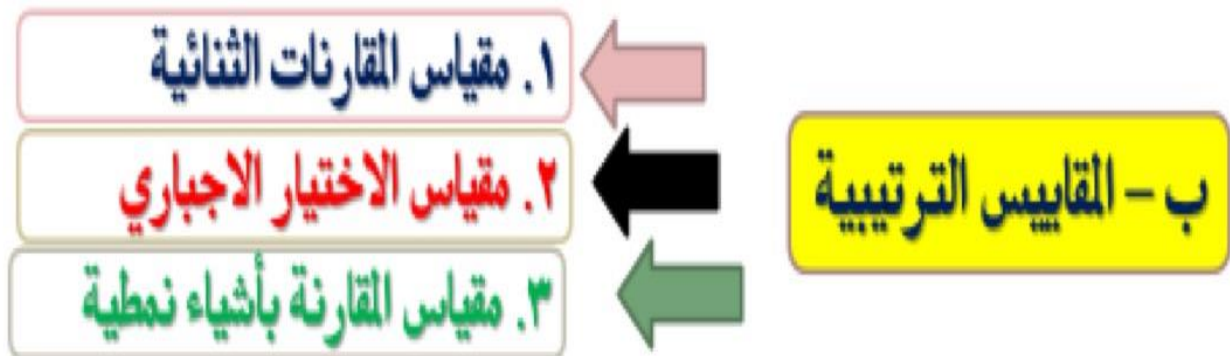 ب – المقاييس الترتيبية
١. مقياس المقارنات الثنائية
٢. مقياس الاختيار الاجباري
٣. مقياس المقارنة بأشياء نمطية